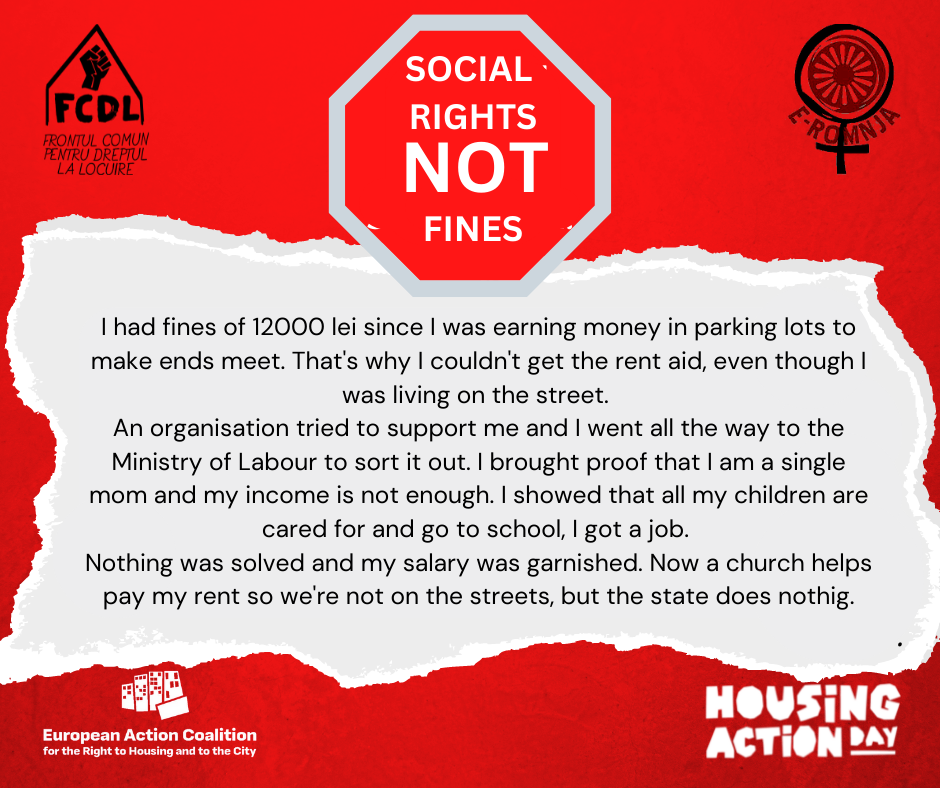 FCDL
FRONTUL COMUN
PENTRU DREPTUL
LA LOCUIRE
SOCIAL
RIGHTS
NOT
FINES
E-ROMNJA
I had fines of 12000 lei since I was earning money in parking lots to
make ends meet. That's why I couldn't get the rent aid, even though I
was living on the street.
An organisation tried to support me and I went all the way to the
Ministry of Labour to sort it out. I brought proof that I am a single
mom and my income is not enough. I showed that all my children are
cared for and go to school, I got a job.
Nothing was solved and my salary was garnished. Now a church helps
pay my rent so we're not on the streets, but the state does nothig.
European Action Coalition
for the Right to Housing and to the City
HOUSiNG
ACTiON DAY